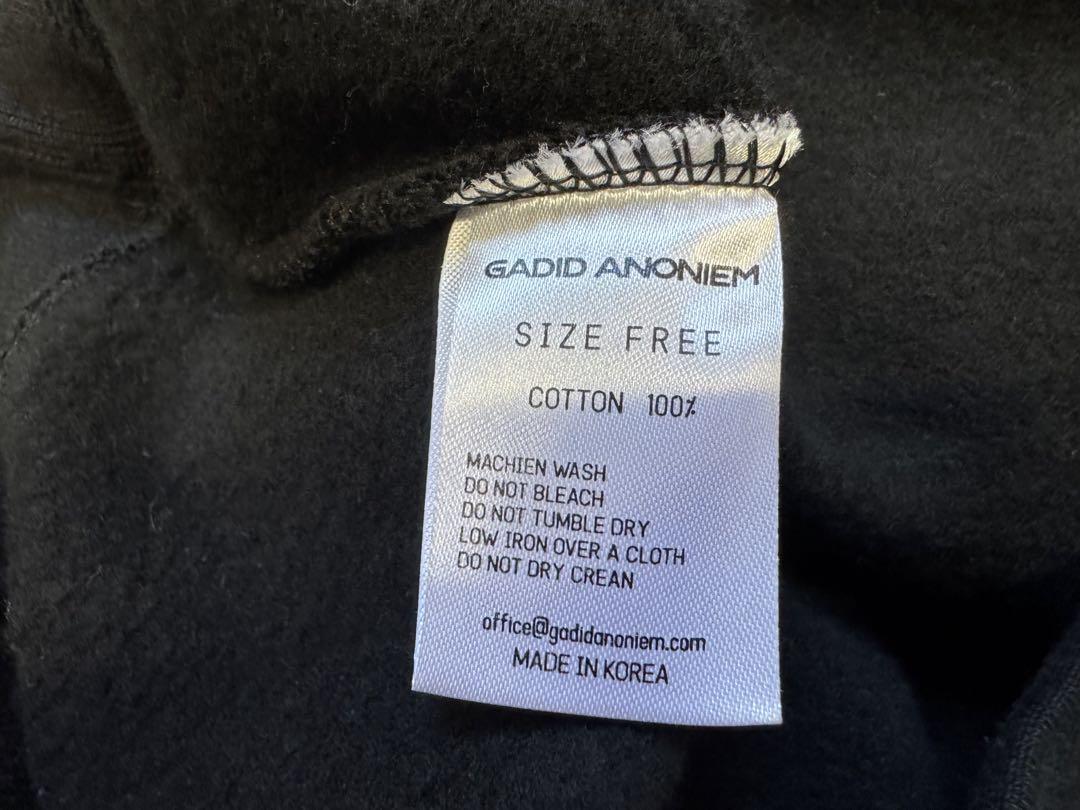 GADID ANONIEM
SIZE FREE
COTTON 100%
MACHIEN WASH
DO NOT BLEACH
DO NOT TUMBLE DRY
LOW IRON OVER A CLOTH
DO NOT DRY CREAN
office@gadidanoniem.com
MADE IN KOREA